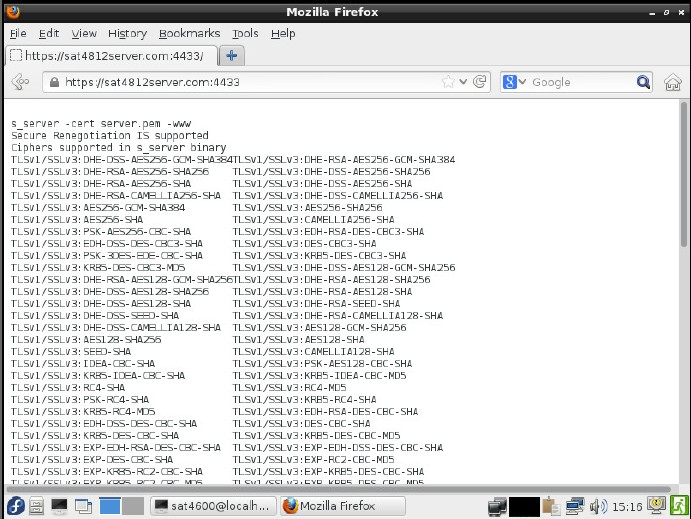 Mozilla Firefox
File Edit View History Bookmarks Tools Help
https://sat4812server.com:4433/
https://sat4812server.com:4433
Google
s_server -cert server.pem -www
Secure Renegotiation IS supported
Ciphers supported in s_server binary
TLSv1/SSLv3:DHE-DSS-AES256-GCM-SHA384TLSv1/SSLv3:DHE-RSA-AES256-GCM-SHA384
TLSv1/SSLv3:DHE-RSA-AES256-SHA256 TLSv1/SSLv3:DHE-DSS-AES256-SHA256
TLSv1/SSLv3:DHE-RSA-AES256-SHA TLSv1/SSLv3:DHE-DSS-AES256-SHA
TLSv1/SSLv3:DHE-RSA-CAMELLIA256-SHA TLSv1/SSLv3:DHE-DSS-CAMELLIA256-SHA
TLSv1/SSLv3:AES256-GCM-SHA384 TLSv1/SSLv3:AES256-SHA256
TLSv1/SSLv3:AES256-SHA TLSv1/SSLv3:CAMELLIA256-SHA
TLSv1/SSLv3:PSK-AES256-CBC-SHA TLSv1/SSLv3:EDH-RSA-DES-CBC3-SHA
TLSv1/SSLv3:EDH-DSS-DES-CBC3-SHA TLSv1/SSLv3:DES-CBC3-SHA
TLSv1/SSLv3:PSK-3DES-EDE-CBC-SHA TLSv1/SSLv3:KRB5-DES-CBC3-SHA
TLSv1/SSLv3:KRB5-DES-CBC3-MD5 TLSv1/SSLv3:DHE-DSS-AES128-GCM-SHA256
TLSv1/SSLv3:DHE-RSA-AES128-GCM-SHA256TLSv1/SSLv3:DHE-RSA-AES128-SHA256
TLSv1/SSLv3:DHE-DSS-AES128-SHA256 TLSv1/SSLv3:DHE-RSA-AES128-SHA
TLSv1/SSLv3:DHE-DSS-AES128-SHA TLSv1/SSLv3:DHE-RSA-SEED-SHA
TLSv1/SSLv3:DHE-DSS-SEED-SHA TLSv1/SSLv3:DHE-RSA-CAMELLIA128-SHA
TLSv1/SSLv3:DHE-DSS-CAMELLIA128-SHA TLSv1/SSLv3:AES128-GCM-SHA256
TLSv1/SSLv3:AES128-SHA256 TLSv1/SSLv3:AES128-SHA
TLSv1/SSLv3:SEED-SHA TLSv1/SSLv3:CAMELLIA128-SHA
TLSv1/SSLv3:IDEA-CBC-SHA TLSv1/SSLv3:PSK-AES128-CBC-SHA
TLSv1/SSLv3:KRB5-IDEA-CBC-SHA TLSv1/SSLv3:KRB5-IDEA-CBC-MD5
TLSv1/SSLv3:RC4-SHA TLSv1/SSLv3:RC4-MD5
TLSv1/SSLv3:PSK-RC4-SHA TLSv1/SSLv3:KRB5-RC4-SHA
TLSv1/SSLv3:KRB5-RC4-MD5 TLSv1/SSLv3:EDH-RSA-DES-CBC-SHA
TLSv1/SSLv3:EDH-DSS-DES-CBC-SHA TLSv1/SSLv3:DES-CBC-SHA
TLSv1/SSLv3:KRB5-DES-CBC-SHA TLSv1/SSLv3:KRB5-DES-CBC-MD5
TLSv1/SSLv3:EXP-EDH-RSA-DES-CBC-SHA TLSv1/SSLv3:EXP-EDH-DSS-DES-CBC-SHA
TLSv1/SSLv3:EXP-DES-CBC-SHA TLSv1/SSLv3:EXP-RC2-CBC-MD5
TLSv1/SSLv3:EXP-KRB5-RC2-CBC-SHA TLSv1/SSLv3:EXP-KRB5-DES-CBC-SHA
TLSv1/SSLv3:EXP-KRB5-RC2-CBC-MD5 TLSv1/SSLv3:EXP-KRB5-DES-CBC-MD5
sat4600@localh... Mozilla Firefox 15:16